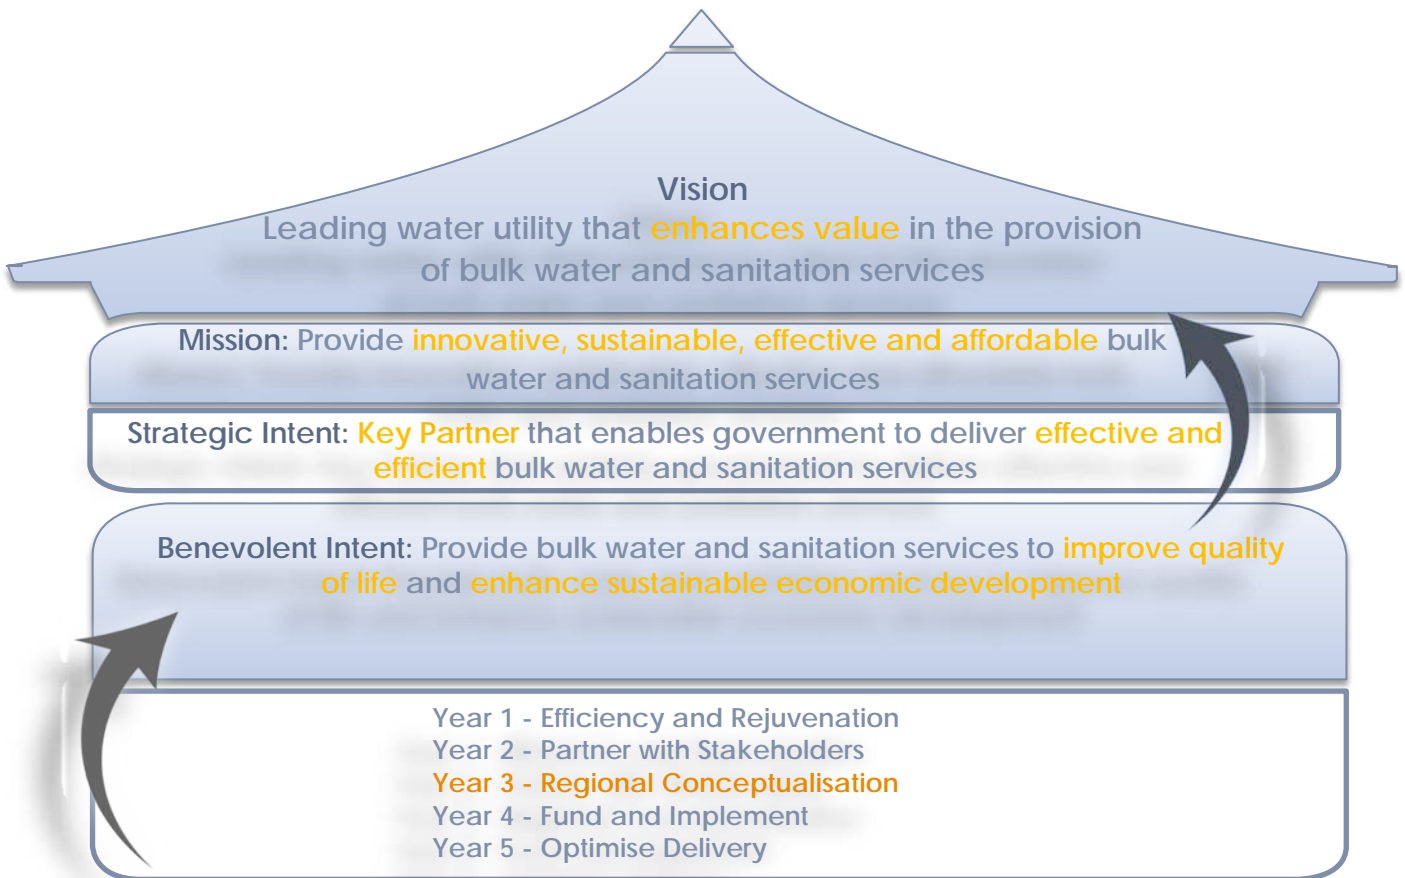 Vision
Leading water utility that enhances value in the provision
of bulk water and sanitation services
Mission: Provide innovative, sustainable, effective and affordable bulk
water and sanitation services
Strategic Intent: Key Partner that enables government to deliver effective and
efficient bulk water and sanitation services
Benevolent Intent: Provide bulk water and sanitation services to improve quality
of life and enhance sustainable economic development
Year 1 - Efficiency and Rejuvenation
Year 2 - Partner with Stakeholders
Year 3 - Regional Conceptualisation
Year 4 - Fund and Implement
Year 5 - Optimise Delivery